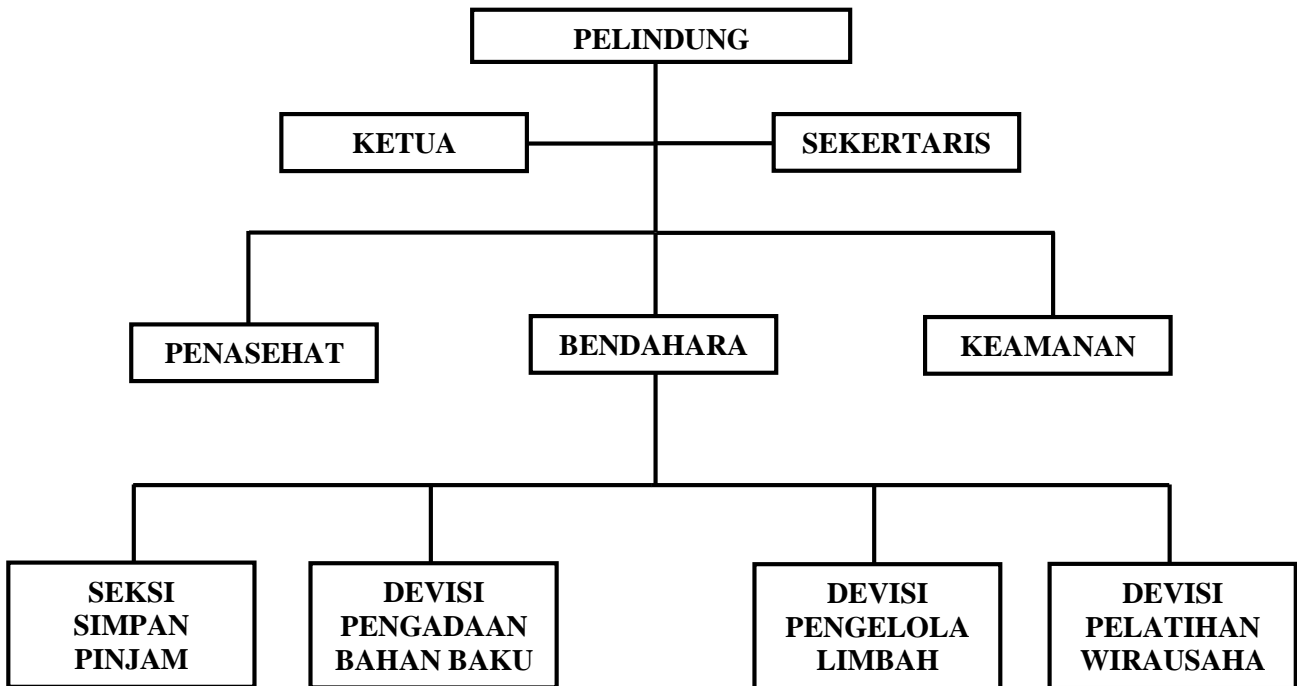 PELINDUNG
KETUA
SEKERTARIS
PENASEHAT
BENDAHARA
KEAMANAN
SEKSI
SIMPAN
PINJAM
DEVISI
PENGADAAN
BAHAN BAKU
DEVISI
PENGELOLA
LIMBAH
DEVISI
PELATIHAN
WIRAUSAHA